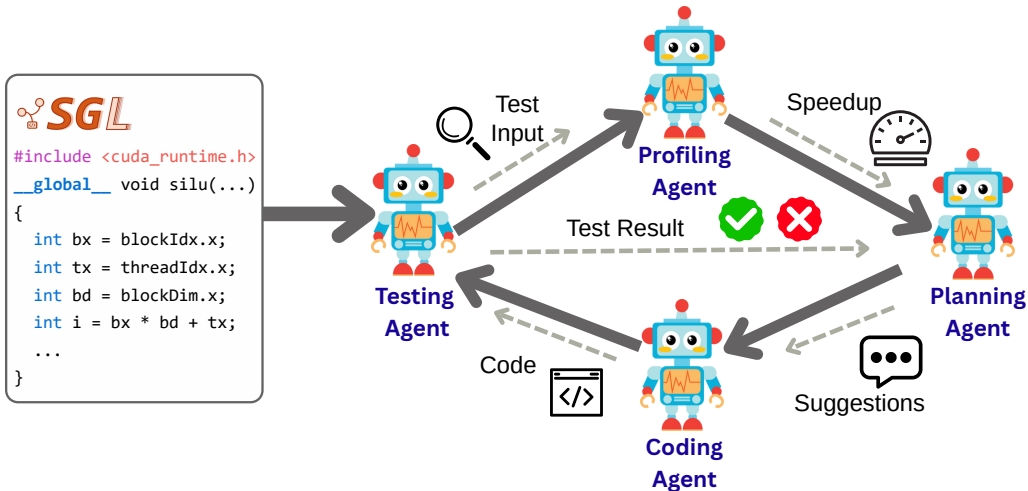 SGL
#include <cuda_runtime.h>
__global__ void silu(...)
{
int bx = blockIdx.x;
int tx = threadIdx.x;
int bd = blockDim.x;
int i = bx * bd + tx;
...
}
Testing
Agent
Test
Input
Profiling
Agent
Speedup
Test Result
Planning
Agent
Suggestions
Coding
Agent
Code
</>